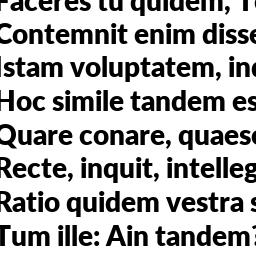 Faceres tu quidem, T
Contemnit enim disse
Istam voluptatem, in
Hoc simile tandem es
Quare conare, quaes
Recte, inquit, intelleg
Ratio quidem vestra s
Tum ille: Ain tandem?